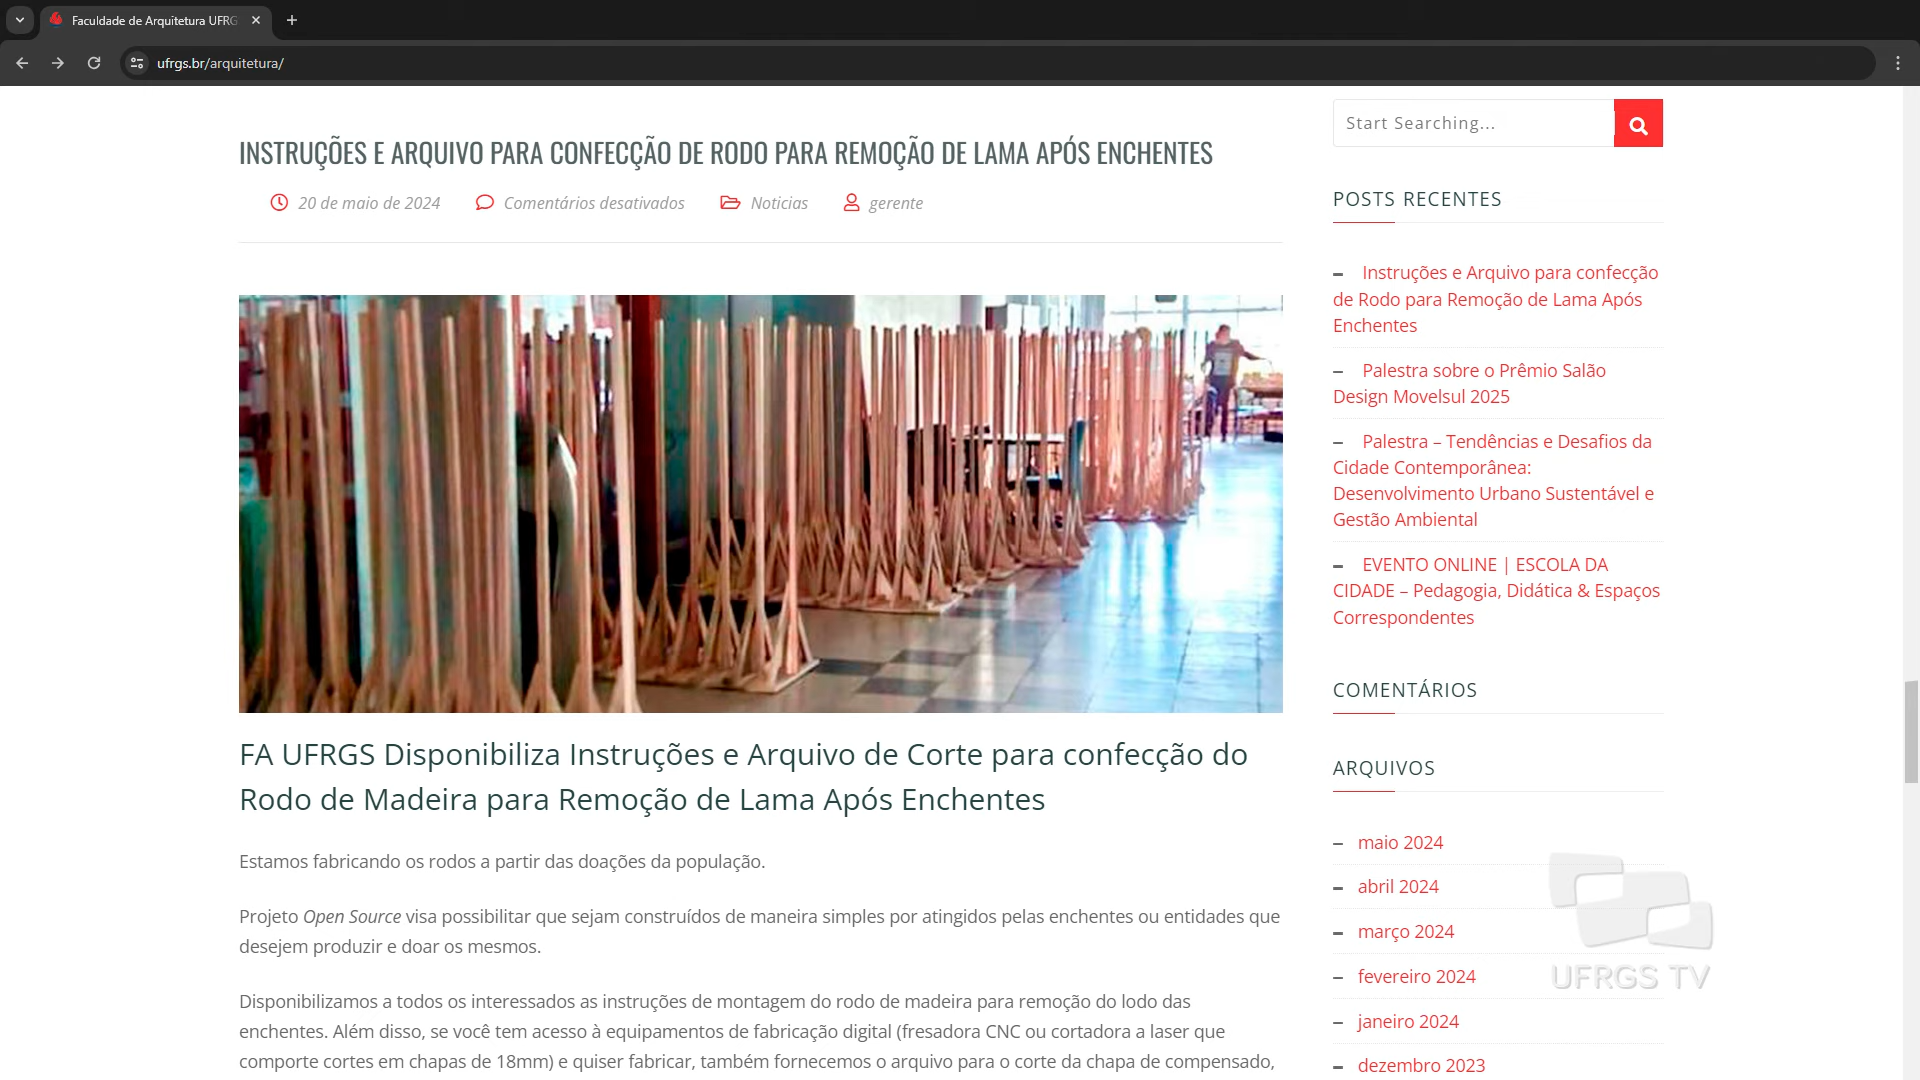 Faculdade de Arquitetura UFRG
ufrgs.br/arquitetura/
INSTRUÇÕES E ARQUIVO PARA CONFECÇÃO DE RODO PARA REMOÇÃO DE LAMA APÓS ENCHENTES
20 de maio de 2024 Comentários desativados Noticias gerente
FA UFRGS Disponibiliza Instruções e Arquivo de Corte para confecção do
Rodo de Madeira para Remoção de Lama Após Enchentes
Estamos fabricando os rodos a partir das doações da população.
Projeto Open Source visa possibilitar que sejam construídos de maneira simples por atingidos pelas enchentes ou entidades que
desejem produzir e doar os mesmos.
Disponibilizamos a todos os interessados as instruções de montagem do rodo de madeira para remoção do lodo das
enchentes. Além disso, se você tem acesso à equipamentos de fabricação digital (fresadora CNC ou cortadora a laser que
comporte cortes em chapas de 18mm) e quiser fabricar, também fornecemos o arquivo para o corte da chapa de compensado,
Start Searching...
POSTS RECENTES
Instruções e Arquivo para confecção
de Rodo para Remoção de Lama Após
Enchentes
Palestra sobre o Prêmio Salão
Design Movelsul 2025
Palestra – Tendências e Desafios da
Cidade Contemporânea:
Desenvolvimento Urbano Sustentável e
Gestão Ambiental
EVENTO ONLINE | ESCOLA DA
CIDADE – Pedagogia, Didática & Espaços
Correspondentes
COMENTÁRIOS
ARQUIVOS
maio 2024
abril 2024
março 2024
fevereiro 2024
janeiro 2024
dezembro 2023
UFRGS TV